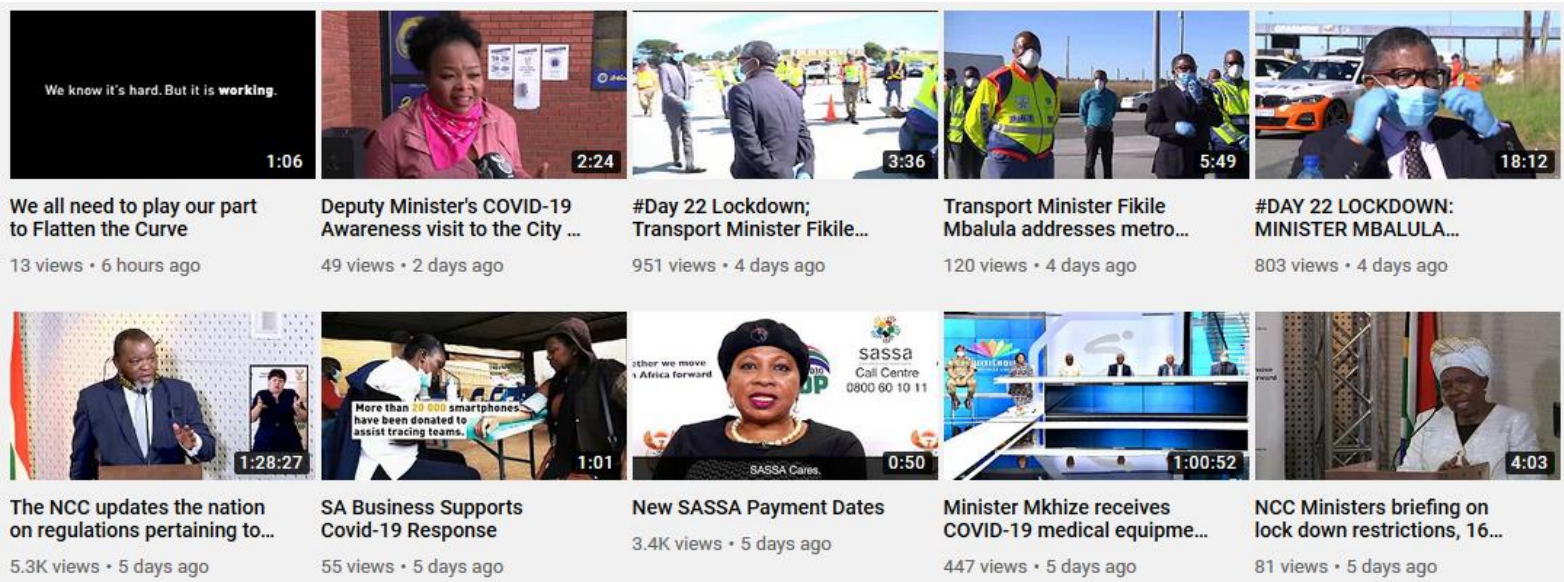 We know it's hard. But it is working.
1:06
2:24
3:36
5:49
18:12
We all need to play our part
to Flatten the Curve
13 views • 6 hours ago
Deputy Minister's COVID-19
Awareness visit to the City ...
49 views • 2 days ago
#Day 22 Lockdown;
Transport Minister Fikile...
951 views • 4 days ago
Transport Minister Fikile
Mbalula addresses metro...
120 views • 4 days ago
#DAY 22 LOCKDOWN:
MINISTER MBALULA...
803 views • 4 days ago
1:28:27
More than 20 000 smartphones
have been donated to
assist tracing teams.
1:01
ether we move
Africa forward
sassa
Call Centre
0800 60 10 11
SASSA Cares.
0:50
1:00:52
4:03
The NCC updates the nation
on regulations pertaining to...
5.3K views • 5 days ago
SA Business Supports
Covid-19 Response
55 views • 5 days ago
New SASSA Payment Dates
3.4K views • 5 days ago
Minister Mkhize receives
COVID-19 medical equipme...
447 views • 5 days ago
NCC Ministers briefing on
lock down restrictions, 16...
81 views • 5 days ago